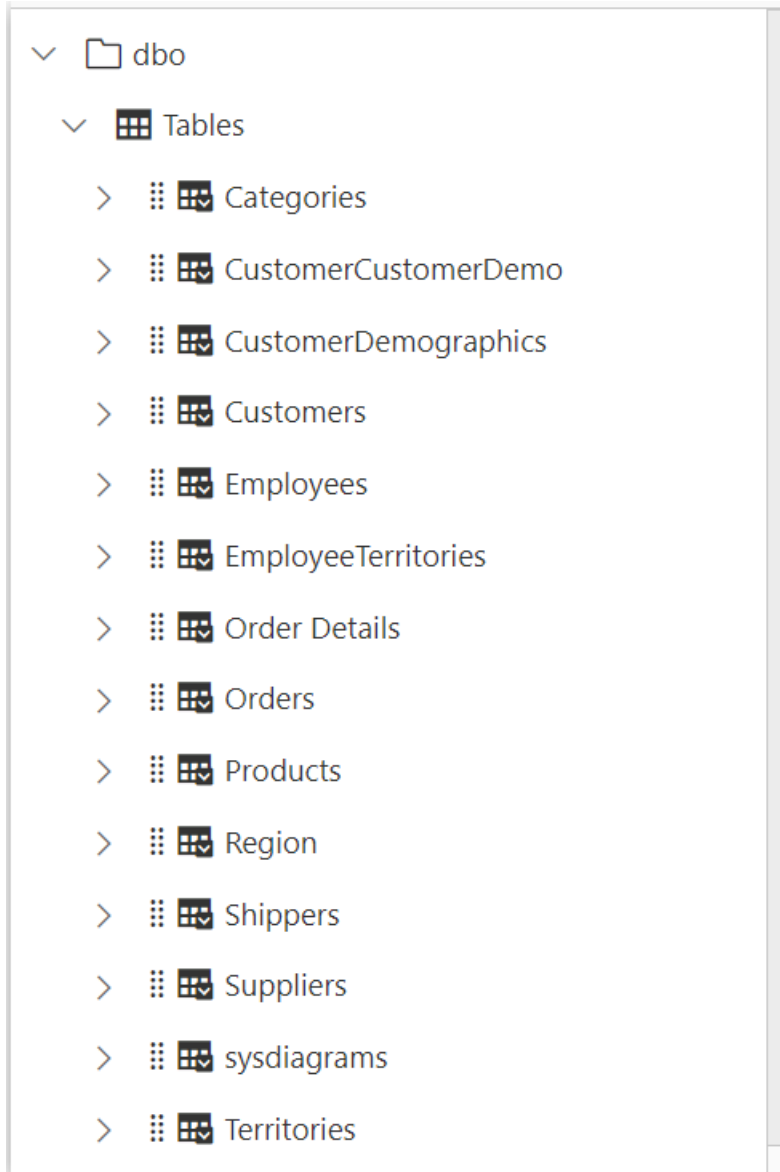 dbo
Tables
Categories
CustomerCustomerDemo
CustomerDemographics
Customers
Employees
EmployeeTerritories
Order Details
Orders
Products
Region
Shippers
Suppliers
sysdiagrams
Territories